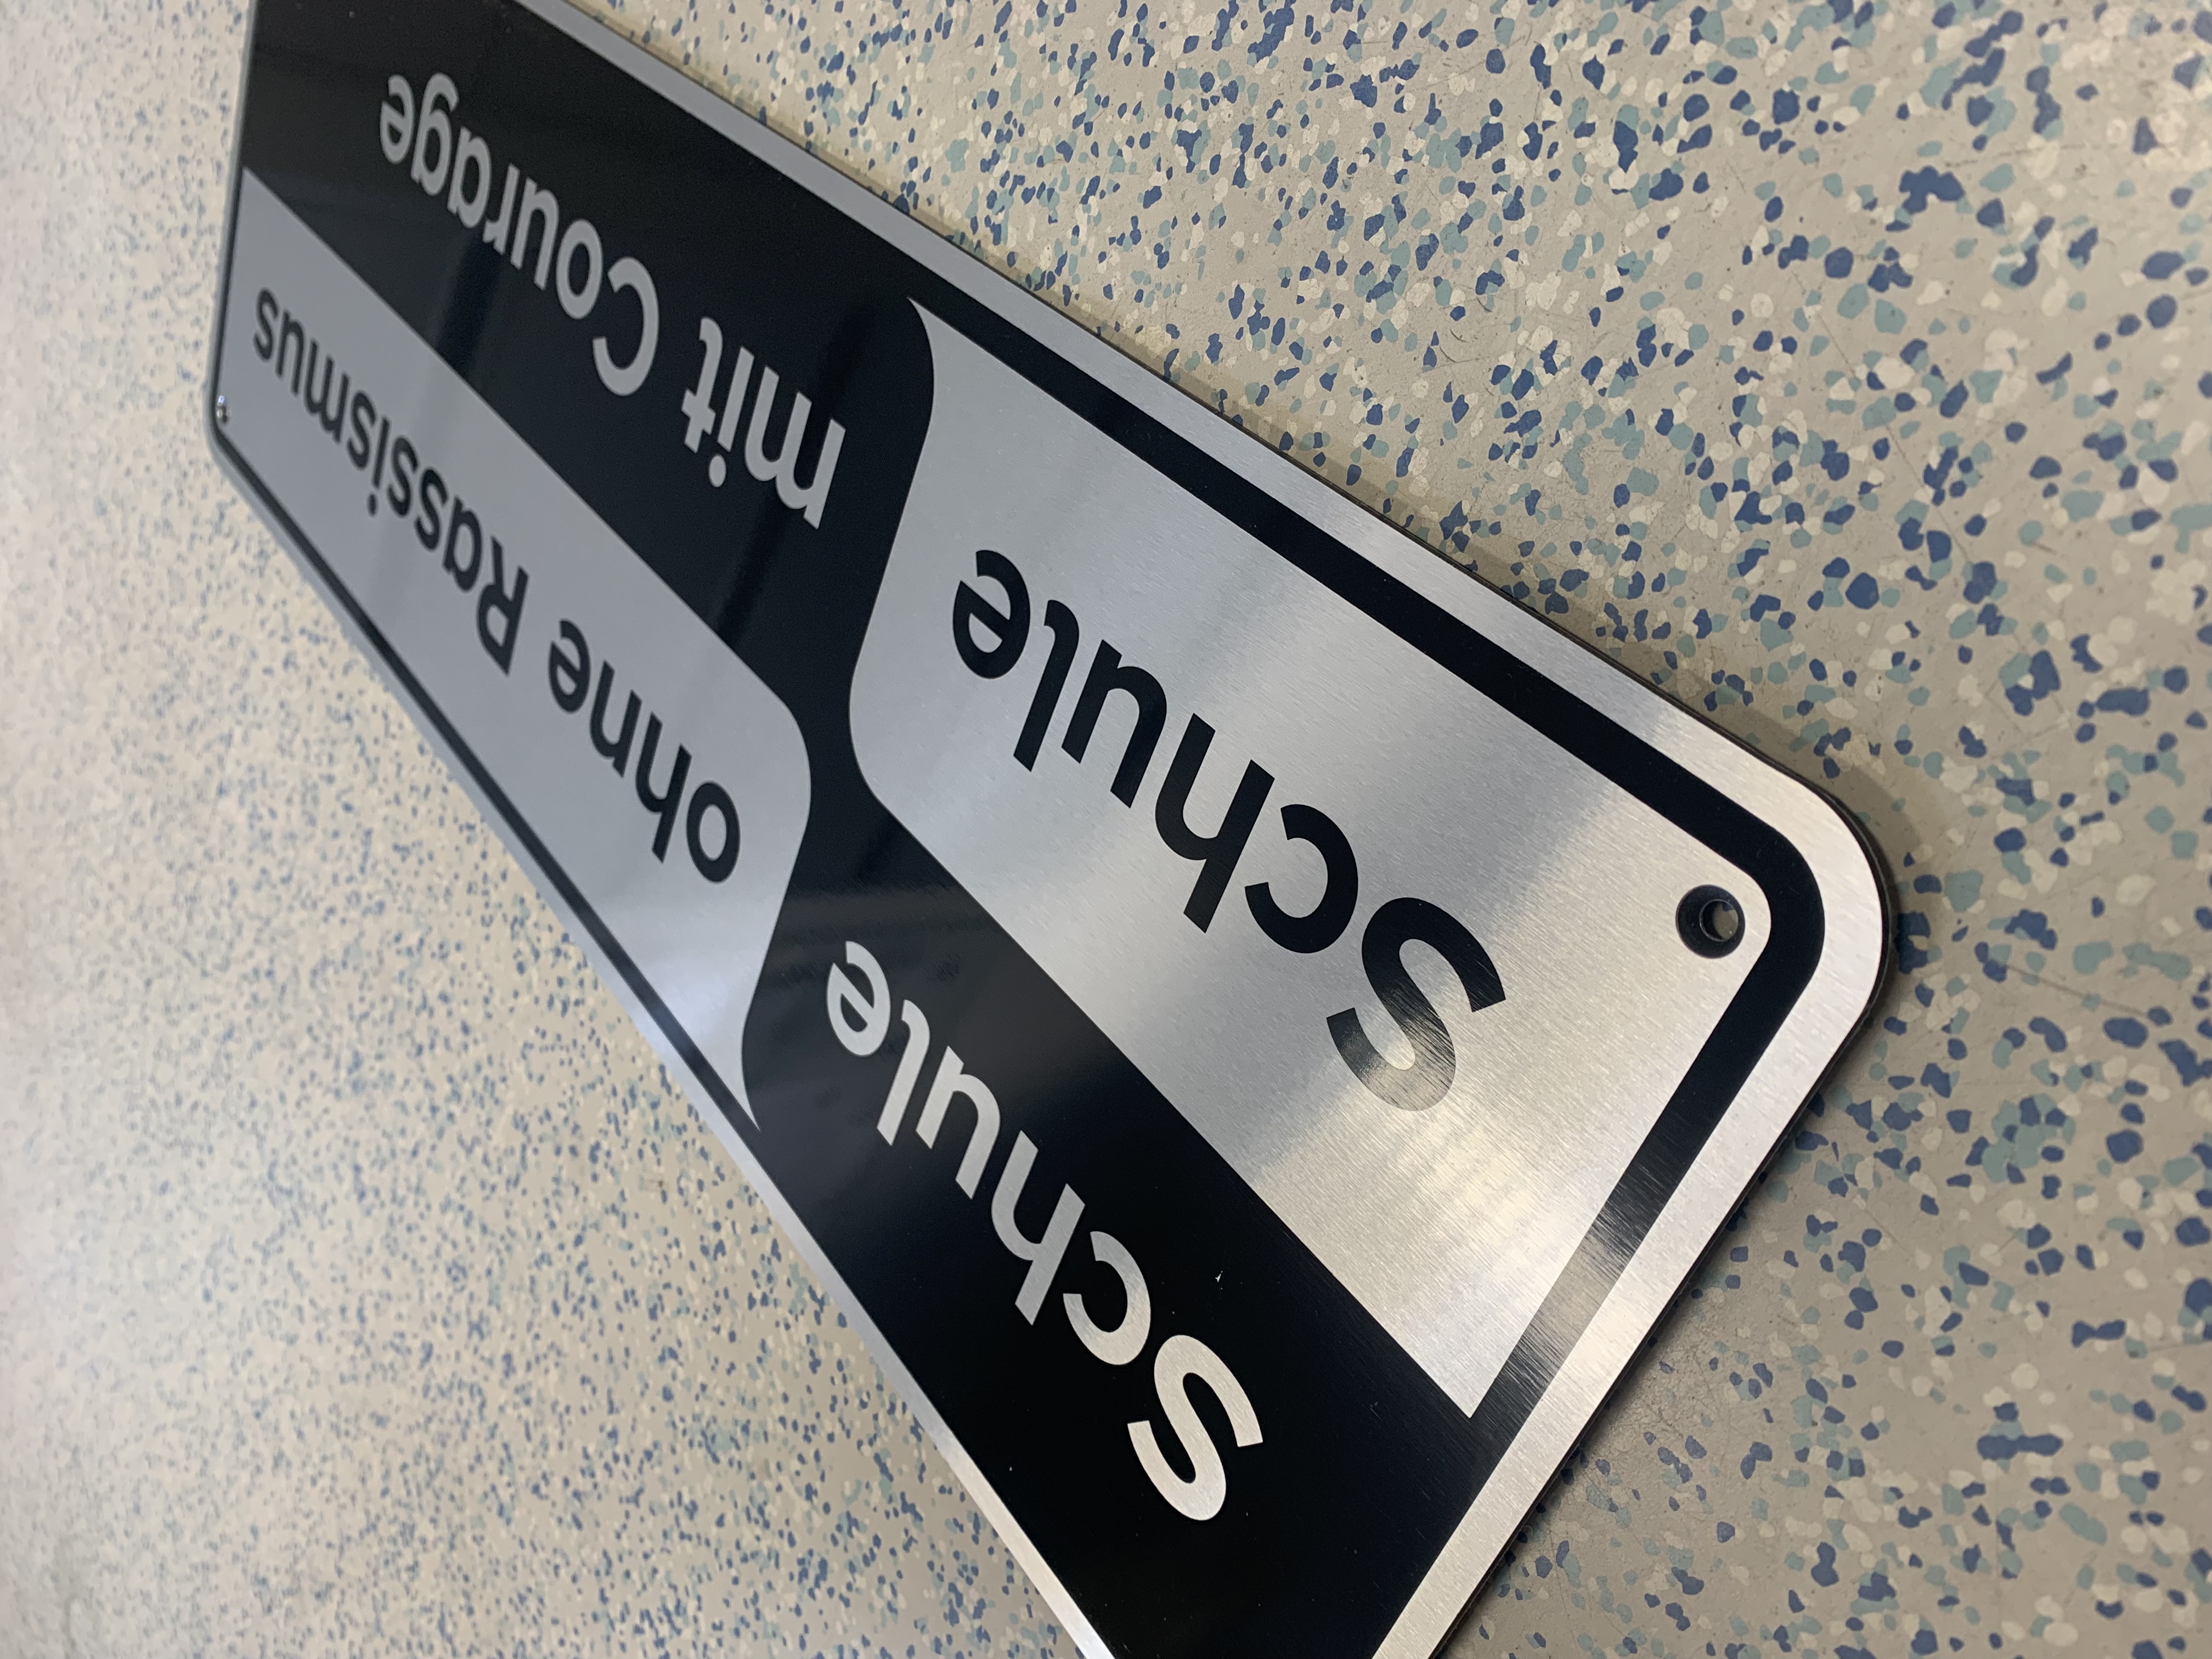 Schule ohne Rassismus
Schule mit Courage